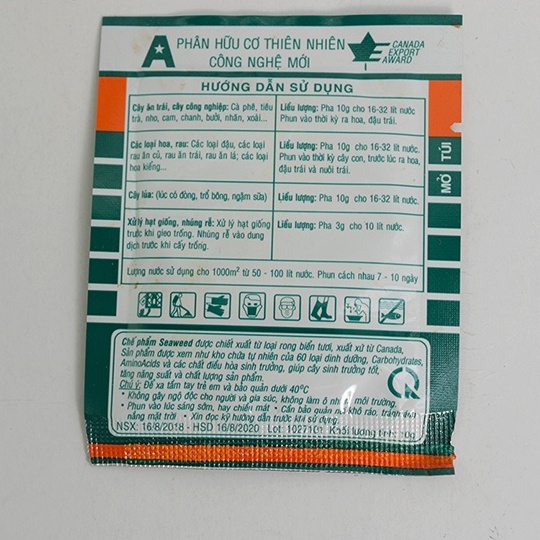 A
PHÂN HỮU CƠ THIÊN NHIÊN
CÔNG NGHỆ MỚI
CANADA
EXPORT
AWARD
HƯỚNG DẪN SỬ DỤNG
Cây ăn trái, cây công nghiệp: Cà phê, tiêu
trà, nho, cam, chanh, bưởi, nhãn, xoài...
Liều lượng: Pha 10g cho 16-32 lít nước
Phun vào thời kỳ ra hoa, đậu trái.
Các loại hoa, rau: Các loại đậu, các loại
rau ăn củ, rau ăn trái, rau ăn lá; các loại
hoa kiểng...
Liều lượng: Pha 10g cho 16-32 lít nước.
Phun vào thời kỳ cây con, trước lúc ra hoa,
đậu trái và nuôi trái.
Cây lúa: (lúc có đòng, trổ bông, ngậm sữa)
Liều lượng: Pha 10g cho 16-32 lít nước.
Xử lý hạt giống, nhúng rễ: Xử lý hạt giống
trước khi gieo trồng. Nhúng rễ vào dung
dịch trước khi cấy trồng.
Liều lượng: Pha 3g cho 10 lít nước.
Lượng nước sử dụng cho 1000m² từ 50 - 100 lít nước. Phun cách nhau 7 - 10 ngày
MỞ TÚI
Chế phẩm Seaweed được chiết xuất từ loại rong biển tươi, xuất xứ từ Canada,
Sản phẩm được xem như kho chứa tự nhiên của 60 loại dinh dưỡng, Carbohydrates,
AminoAcids và các chất điều hòa sinh trưởng, giúp cây sinh trưởng tốt,
tăng năng suất và chất lượng sản phẩm.
Chú ý: Để xa tầm tay trẻ em và bảo quản dưới 40°C
• Không gây ngộ độc cho người và gia súc, không làm ô nhiễm môi trường.
• Phun vào lúc sáng sớm, hay chiều mát • Cần bảo quản nơi khô ráo, tránh ánh
nắng mặt trời • Xin đọc kỹ hướng dẫn trước khi sử dụng.
NSX: 16/8/2018 - HSD 16/8/2020 Lot: Khối lượng tịnh: 10g